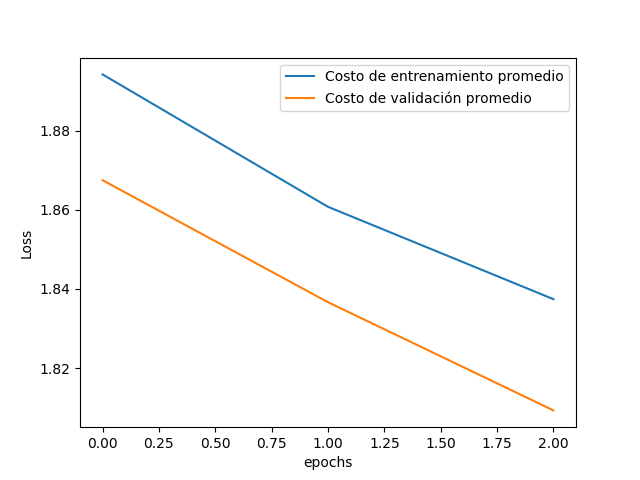 Costo de entrenamiento promedio
Costo de validación promedio
1.88
1.86
1.84
1.82
Loss
0.00 0.25 0.50 0.75 1.00 1.25 1.50 1.75 2.00
epochs